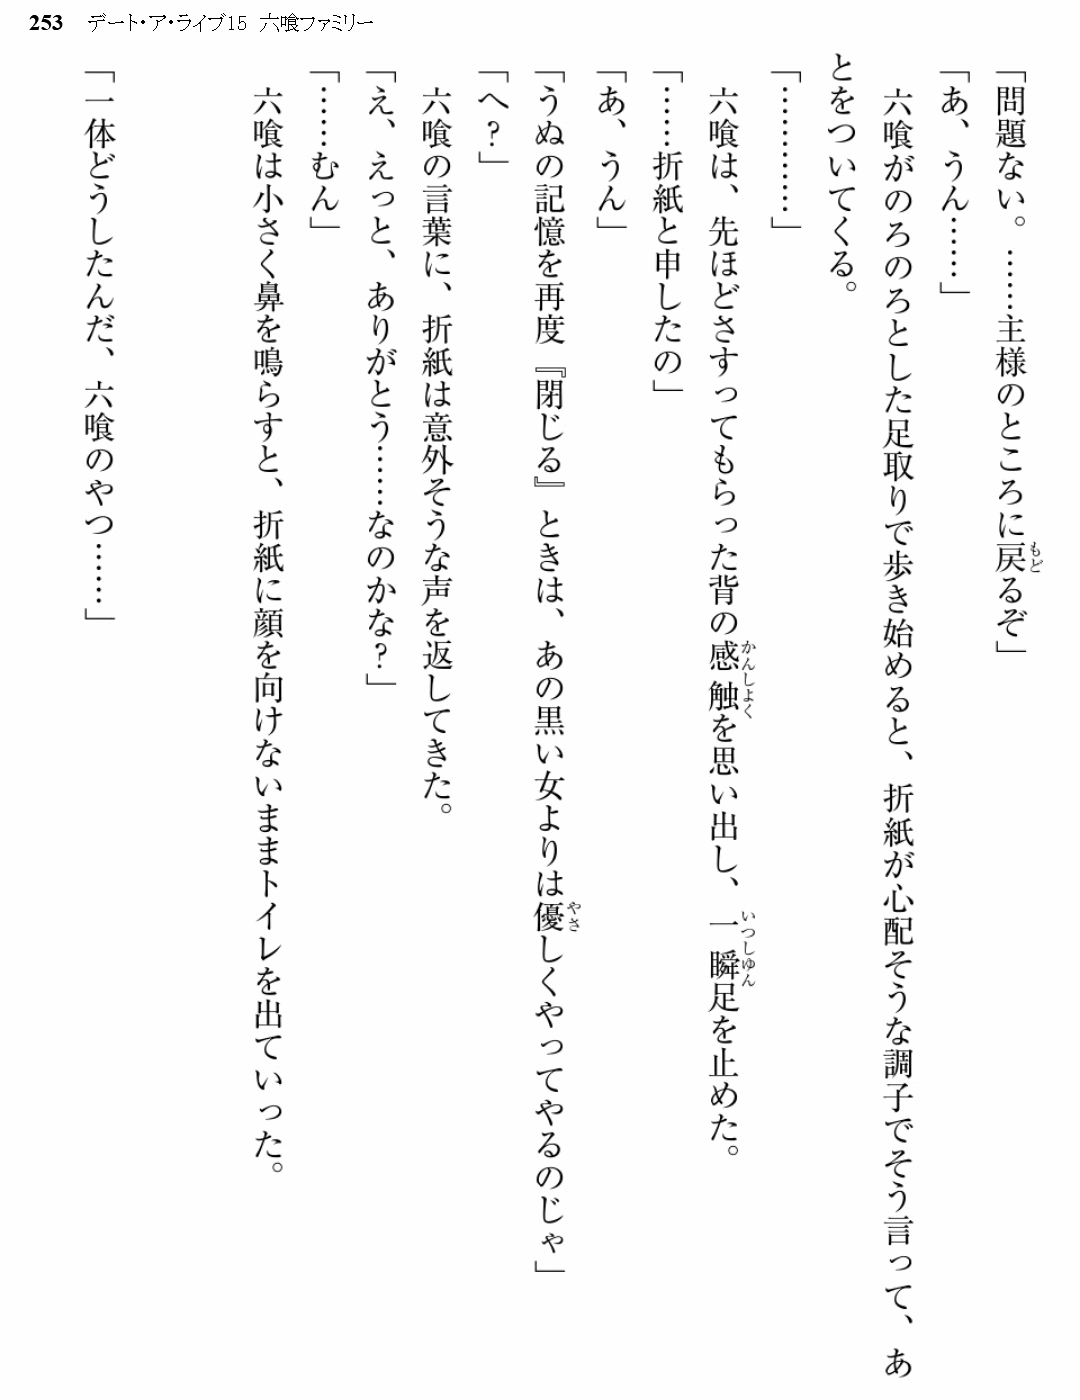 253 デート・ア・ライブ15 六喰ファミリー
「問題ない。……主様のところに戻るぞ」
「あ、うん……」
六喰がのろのろとした足取りで歩き始めると、折紙が心配そうな調子でそう言って、あ
とをついてくる。
「…………」
六喰は、先ほどさすってもらった背の感触を思い出し、一瞬足を止めた。
「……折紙と申したの」
「あ、うん」
「うぬの記憶を再度『閉じる』ときは、あの黒い女よりは優しくやってやるのじゃ」
「へ？」
六喰の言葉に、折紙は意外そうな声を返してきた。
「え、えっと、ありがとう……なのかな？」
「……むん」
六喰は小さく鼻を鳴らすと、折紙に顔を向けないままトイレを出ていった。
「一体どうしたんだ、六喰のやつ……」